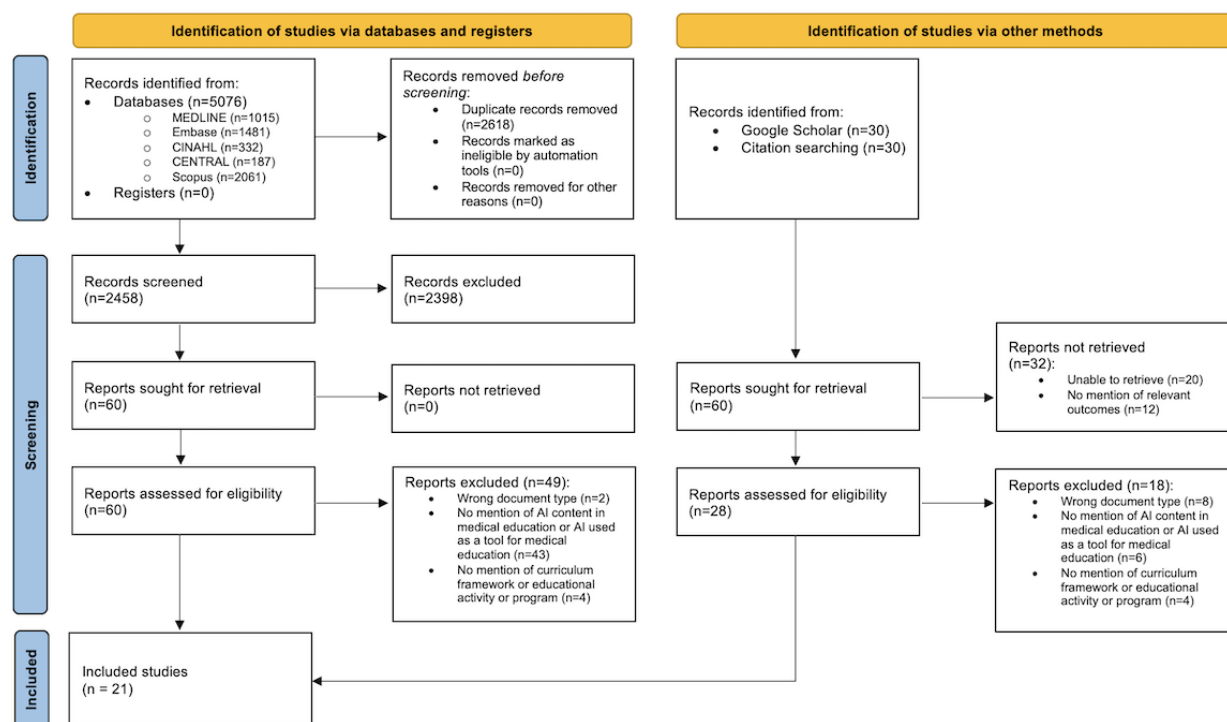 Identification of studies via databases and registers
Identification of studies via other methods
Identification
Records identified from:
• Databases (n=5076)
o MEDLINE (n=1015)
o Embase (n=1481)
o CINAHL (n=332)
o CENTRAL (n=187)
o Scopus (n=2061)
• Registers (n=0)
Records removed before
screening:
• Duplicate records removed
(n=2618)
• Records marked as
ineligible by automation
tools (n=0)
• Records removed for other
reasons (n=0)
Records identified from:
• Google Scholar (n=30)
• Citation searching (n=30)
Screening
Records screened
(n=2458)
Records excluded
(n=2398)
Reports sought for retrieval
(n=60)
Reports not retrieved
(n=0)
Reports sought for retrieval
(n=60)
Reports not retrieved
(n=32):
• Unable to retrieve (n=20)
• No mention of relevant
outcomes (n=12)
Reports assessed for eligibility
(n=60)
Reports excluded (n=49):
• Wrong document type (n=2)
• No mention of AI content in
medical education or AI used
as a tool for medical
education (n=43)
• No mention of curriculum
framework or educational
activity or program (n=4)
Reports assessed for eligibility
(n=28)
Reports excluded (n=18):
• Wrong document type (n=8)
• No mention of AI content in
medical education or AI used
as a tool for medical education
(n=6)
• No mention of curriculum
framework or educational
activity or program (n=4)
Included
Included studies
(n = 21)